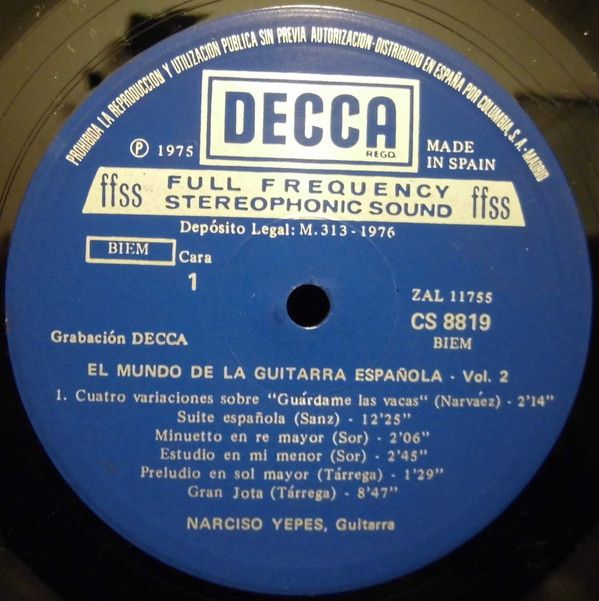 PROHIBIDA LA REPRODUCCION Y UTILIZACION PUBLICA SIN PREVIA AUTORIZACION-DISTRIBUIDO EN ESPAÑA POR COLUMBIA, S. A.-MADRID
DECCA
REGD.
℗ 1975
MADE
IN SPAIN
ffss
FULL FREQUENCY
STEREOPHONIC SOUND
ffss
Depósito Legal: M. 313-1976
BIEM
Cara
1
ZAL 11755
CS 8819
BIEM
Grabación DECCA
EL MUNDO DE LA GUITARRA ESPAÑOLA - Vol. 2
1. Cuatro variaciones sobre "Guárdame las vacas" (Narváez) - 2'14"
Suite española (Sanz) - 12'25"
Minuetto en re mayor (Sor) - 2'06"
Estudio en mi menor (Sor) - 2'45"
Preludio en sol mayor (Tárrega) - 1'29"
Gran Jota (Tárrega) - 8'47"
NARCISO YEPES, Guitarra